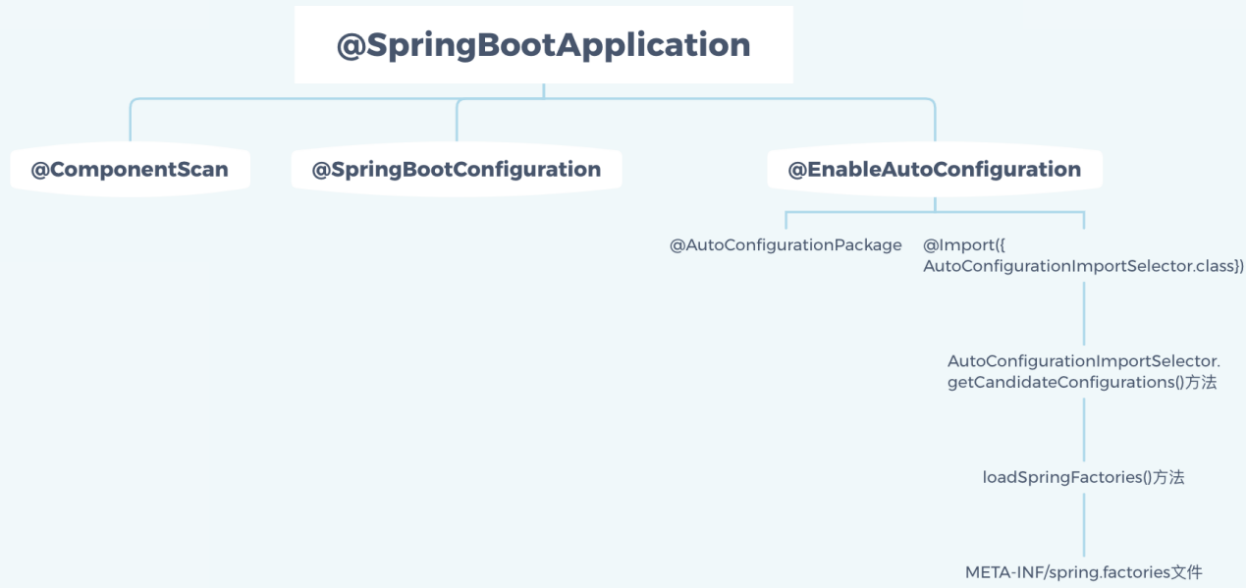 @SpringBootApplication
@ComponentScan
@SpringBootConfiguration
@EnableAutoConfiguration
@AutoConfigurationPackage
@Import({
AutoConfigurationImportSelector.class})
AutoConfigurationImportSelector.
getCandidateConfigurations()方法
loadSpringFactories()方法
META-INF/spring.factories文件